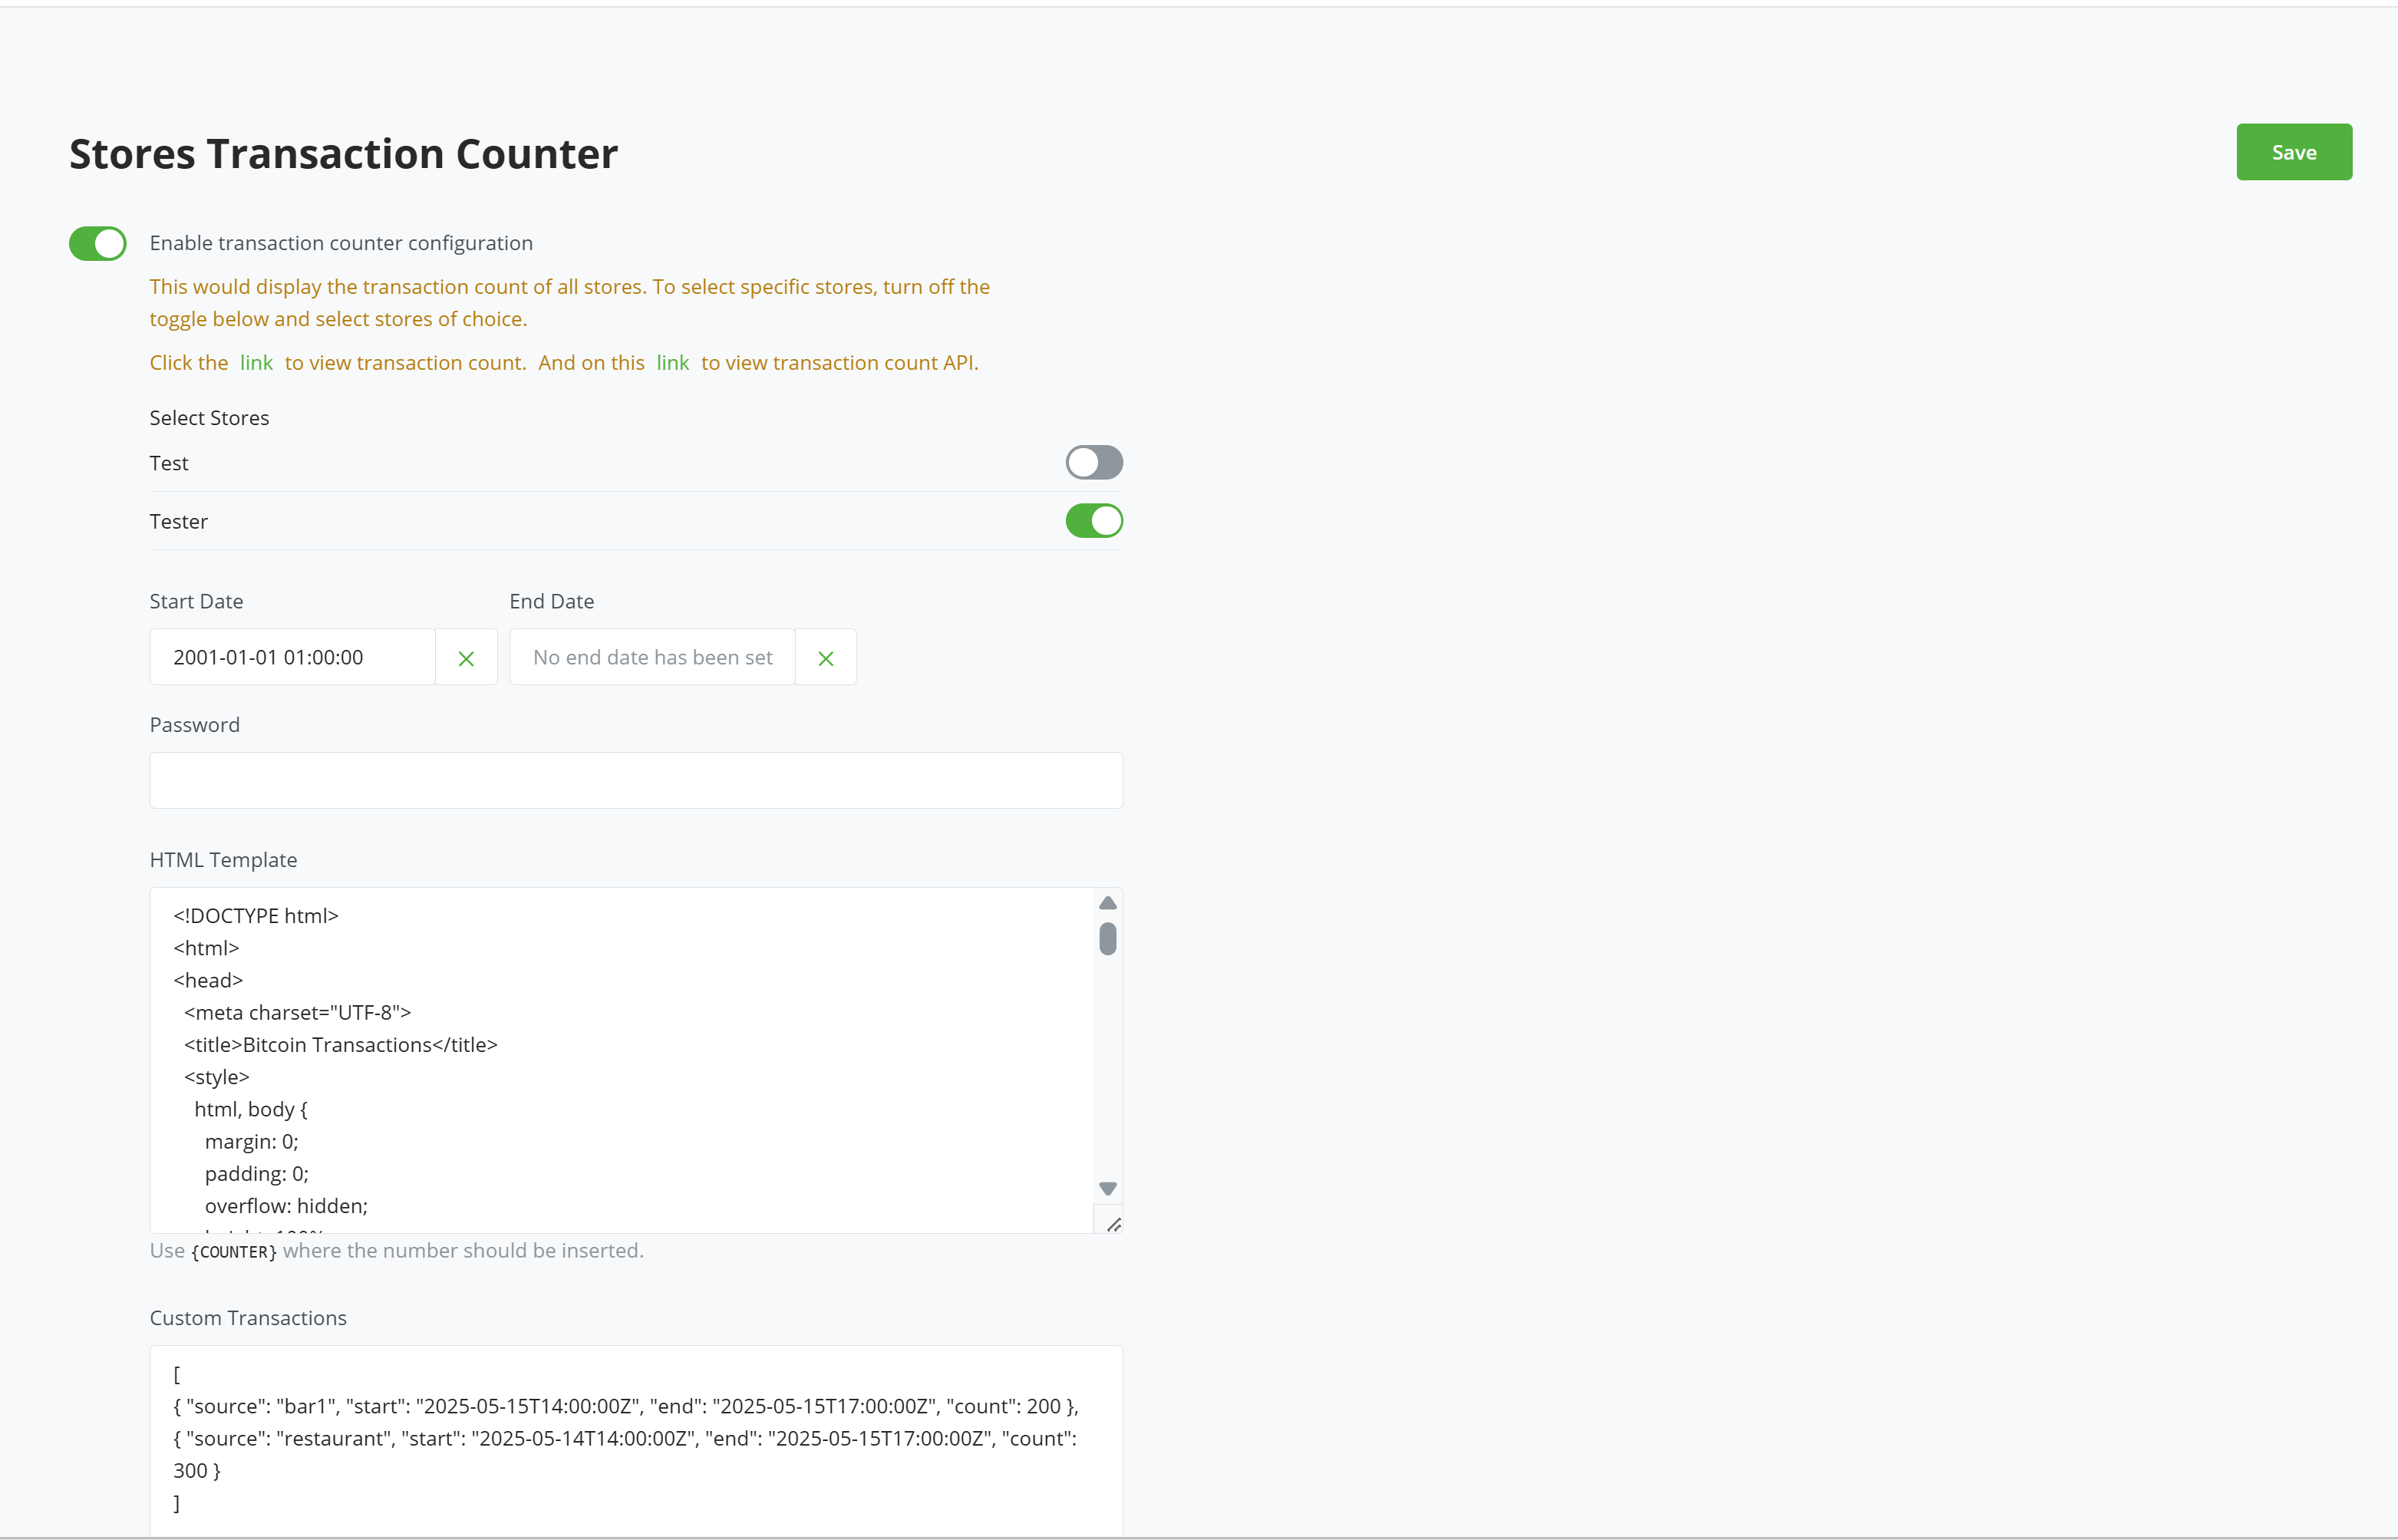 Stores Transaction Counter
Save
Enable transaction counter configuration
This would display the transaction count of all stores. To select specific stores, turn off the
toggle below and select stores of choice.
Click the link to view transaction count. And on this link to view transaction count API.
Select Stores
Test
Tester
Start Date End Date
2001-01-01 01:00:00 No end date has been set
Password
HTML Template
<!DOCTYPE html>
<html>
<head>
<meta charset="UTF-8">
<title>Bitcoin Transactions</title>
<style>
html, body {
margin: 0;
padding: 0;
overflow: hidden;
Use {COUNTER} where the number should be inserted.
Custom Transactions
[
{ "source": "bar1", "start": "2025-05-15T14:00:00Z", "end": "2025-05-15T17:00:00Z", "count": 200 },
{ "source": "restaurant", "start": "2025-05-14T14:00:00Z", "end": "2025-05-15T17:00:00Z", "count":
300 }
]